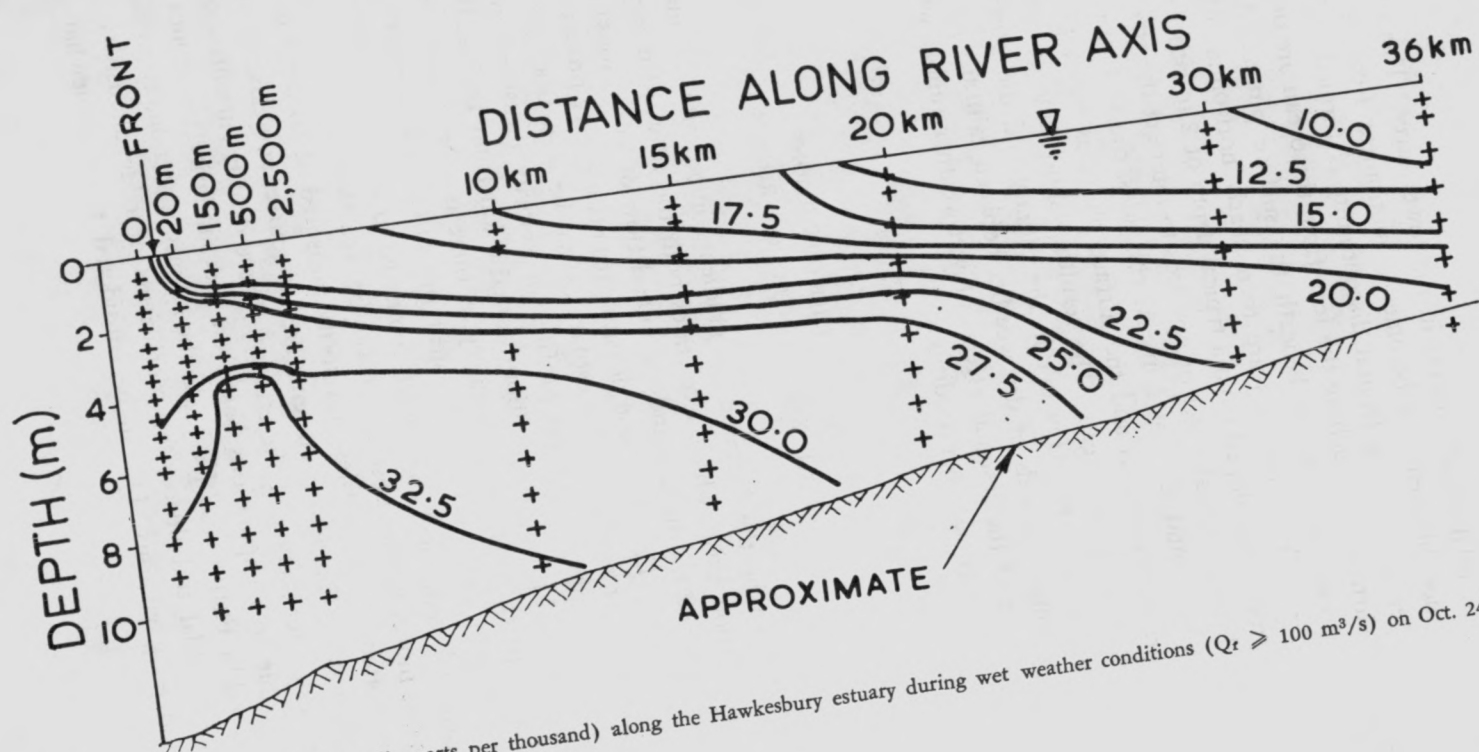 DISTANCE ALONG RIVER AXIS
FRONT
0
20m
150m
500m
2,500m
10km
15km
20km
30km
36km
10.0
12.5
15.0
17.5
20.0
22.5
25.0
27.5
30.0
32.5
DEPTH (m)
0
2
4
6
8
10
APPROXIMATE
per thousand) along the Hawkesbury estuary during wet weather conditions (Qf ⩾ 100 m³/s) on Oct. 24